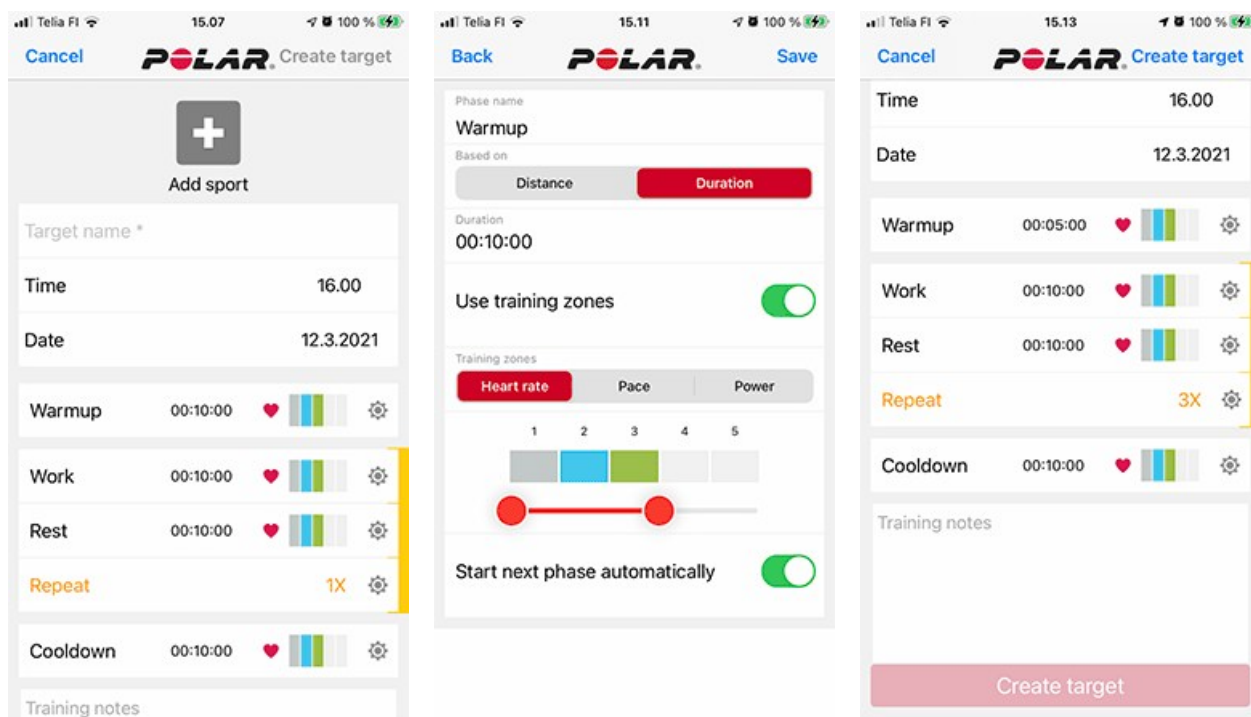 Telia FI 15.07 100 %
Cancel POLAR. Create target
Add sport
Target name *
Time 16.00
Date 12.3.2021
Warmup 00:10:00
Work 00:10:00
Rest 00:10:00
Repeat 1X
Cooldown 00:10:00
Training notes
Telia FI 15.11 100 %
Back POLAR. Save
Phase name
Warmup
Based on
Distance Duration
Duration
00:10:00
Use training zones
Training zones
Heart rate Pace Power
1 2 3 4 5
Start next phase automatically
Telia FI 15.13 100 %
Cancel POLAR. Create target
Time 16.00
Date 12.3.2021
Warmup 00:05:00
Work 00:10:00
Rest 00:10:00
Repeat 3X
Cooldown 00:10:00
Training notes
Create target